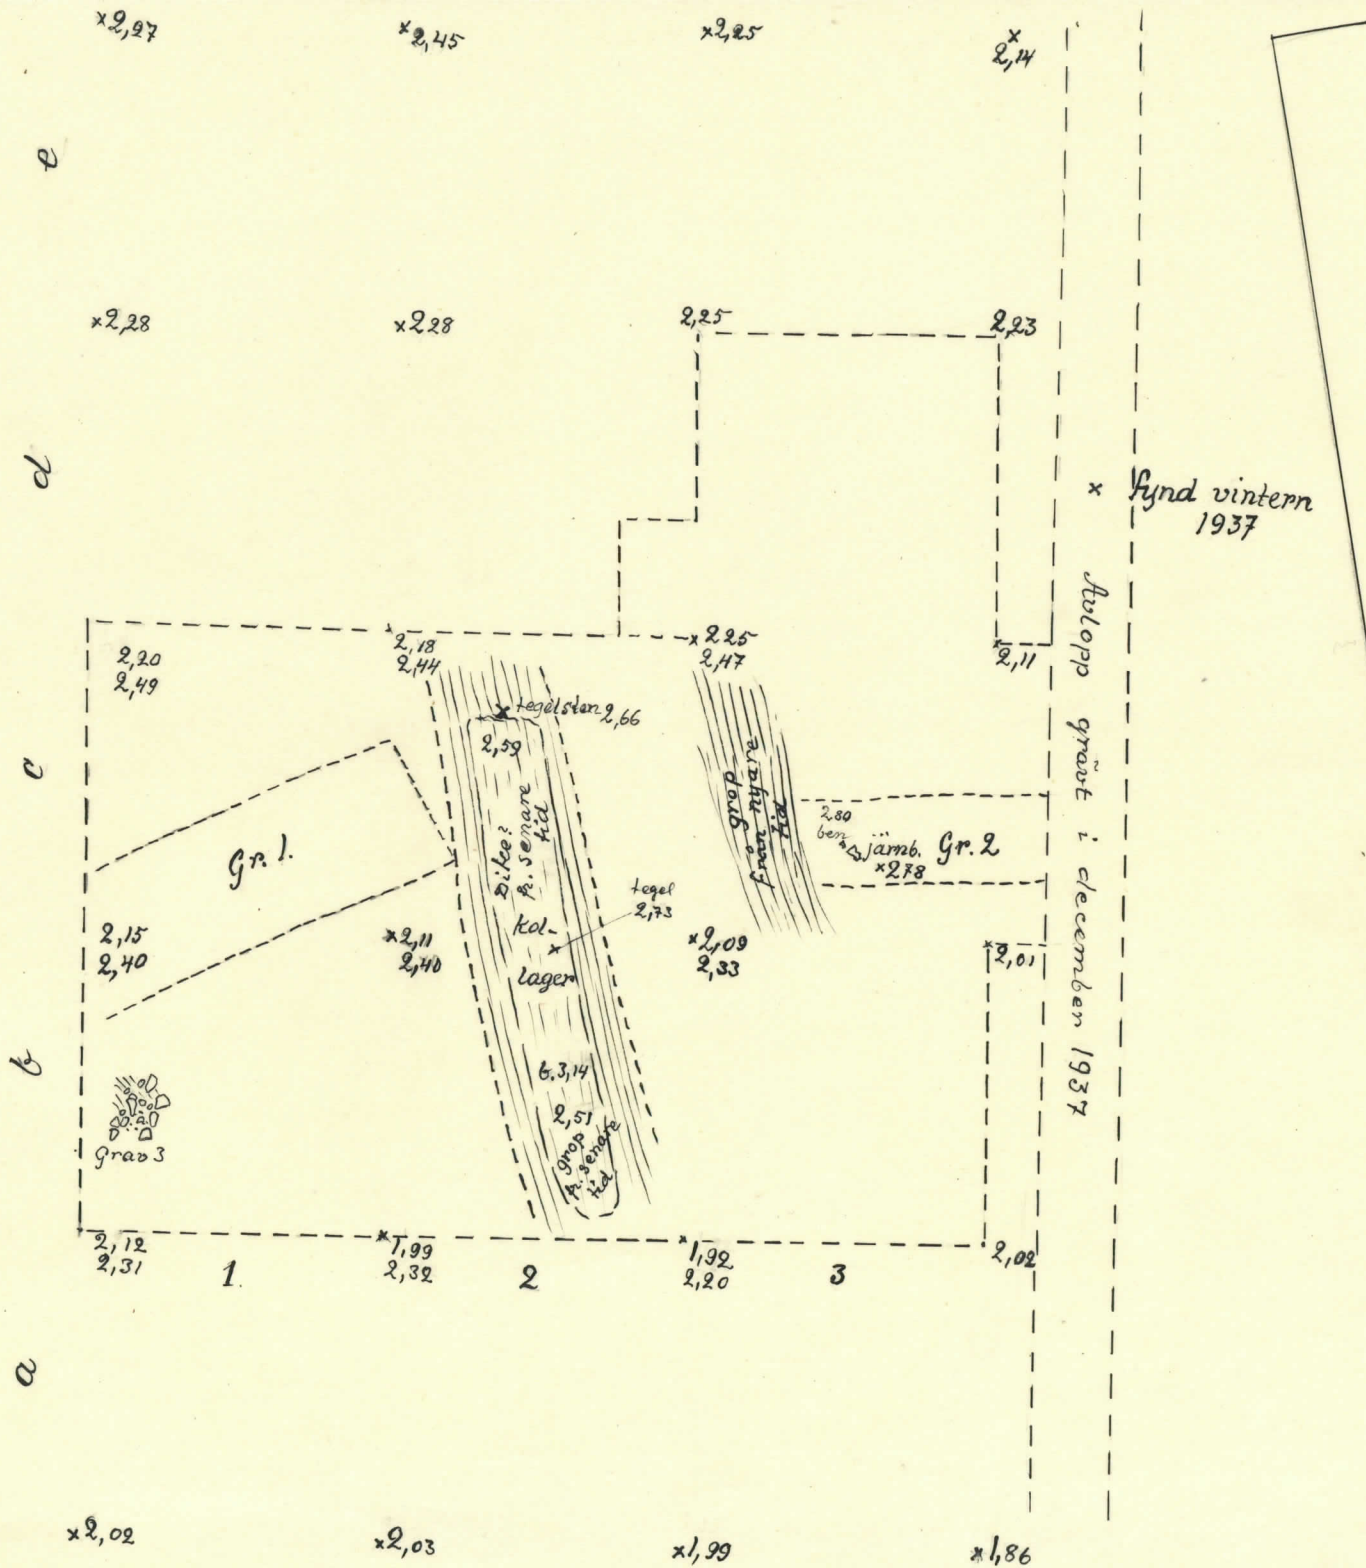 ×2,27
×2,45
×2,25
×
2,14
e
×2,28
×2,28
2,25
2,23
d
× fynd vintern
1937
Avlopp grävt i december 1937
2,20
2,49
2,18
2,44
×2,25
2,47
×2,11
×tegelsten 2,66
2,59
Dike?
fr. senare
tid
grop
från nyare
tid
c
Gr. 1.
2,80
ben
järnb.
×2,78
Gr. 2
tegel
2,73
kol-
lager
2,15
2,40
×2,11
2,40
×2,09
2,33
×2,01
b
b. 3,14
2,51
grop
fr. senare
tid
Grav 3
2,12
2,31
×1,99
2,32
×1,92
2,20
2,02
1.
2
3
a
×2,02
×2,03
×1,99
×1,86